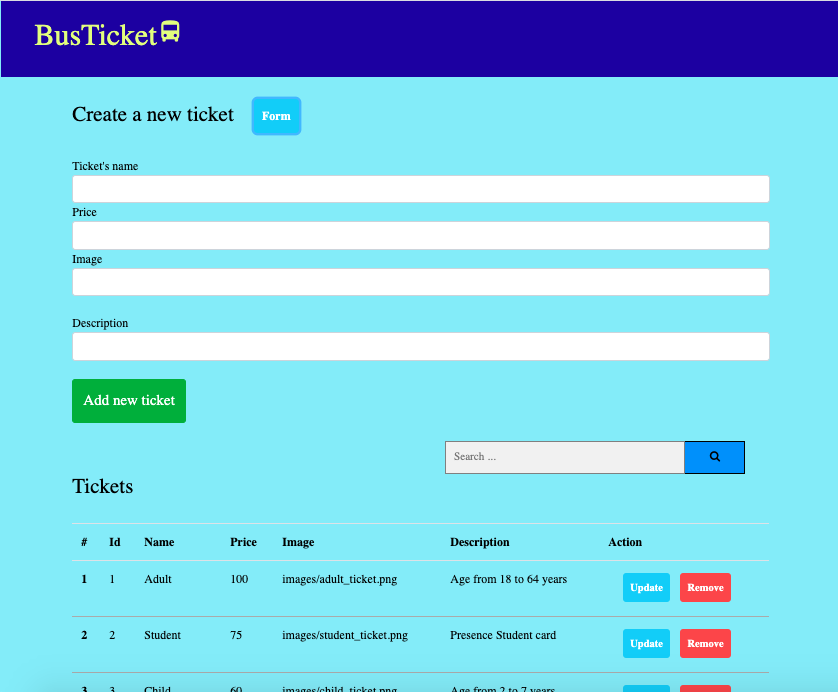 BusTicket
Create a new ticket Form
Ticket's name
Price
Image
Description
Add new ticket
Search ...
Tickets
# Id Name Price Image Description Action
1 1 Adult 100 images/adult_ticket.png Age from 18 to 64 years Update Remove
2 2 Student 75 images/student_ticket.png Presence Student card Update Remove
3 3 Child 60 images/child_ticket.png Age from 2 to 7 years